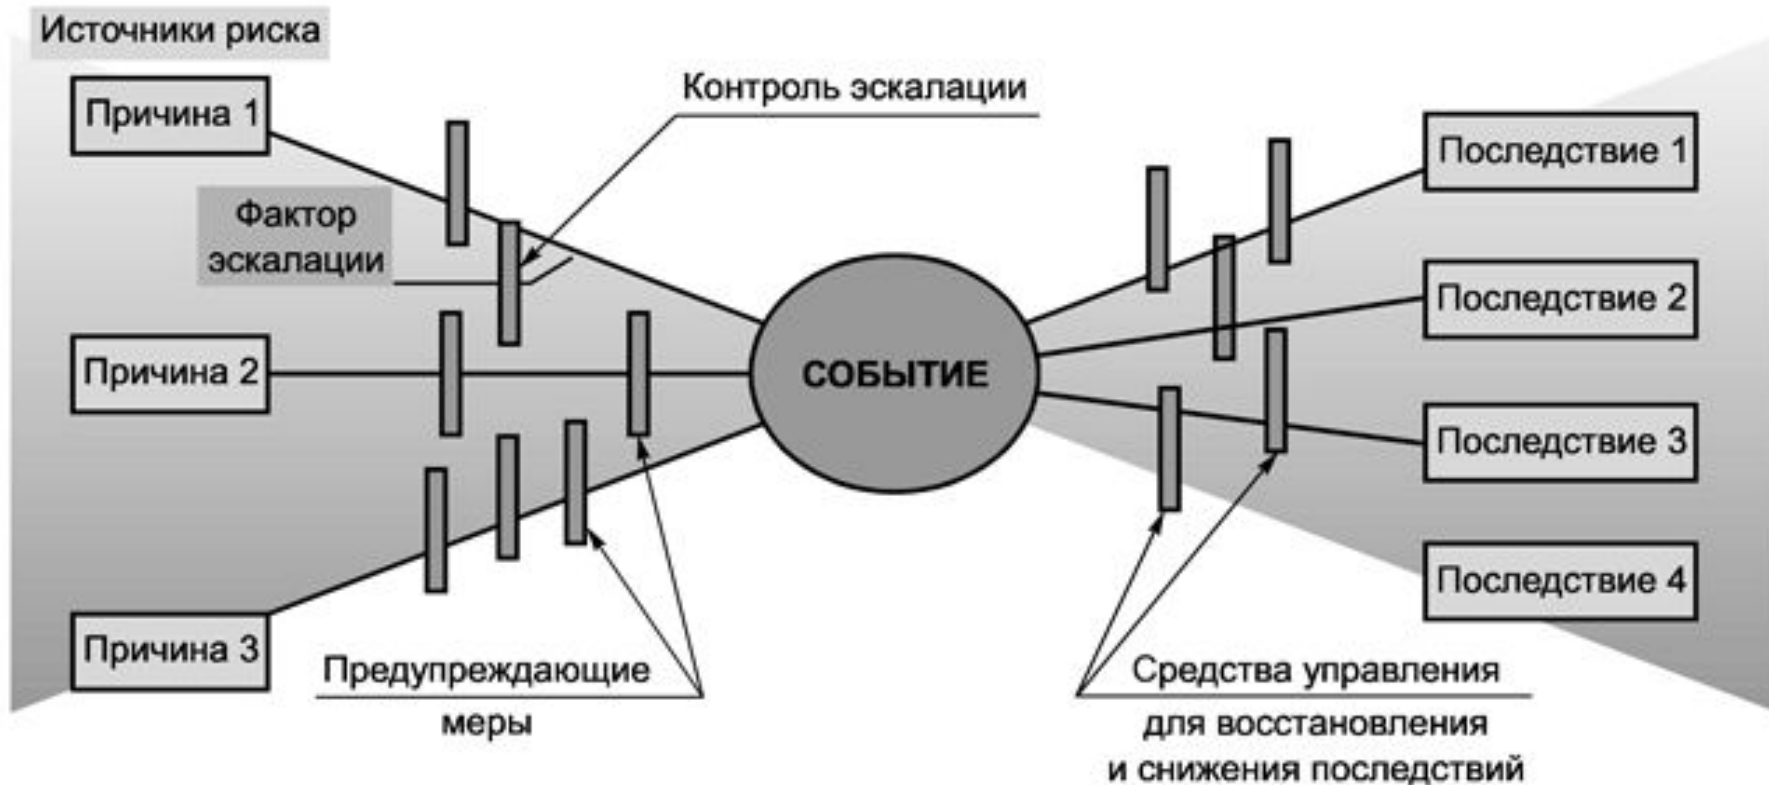 Источники риска
Причина 1
Контроль эскалации
Последствие 1
Фактор
эскалации
Последствие 2
Причина 2
СОБЫТИЕ
Последствие 3
Последствие 4
Причина 3
Предупреждающие
меры
Средства управления
для восстановления
и снижения последствий